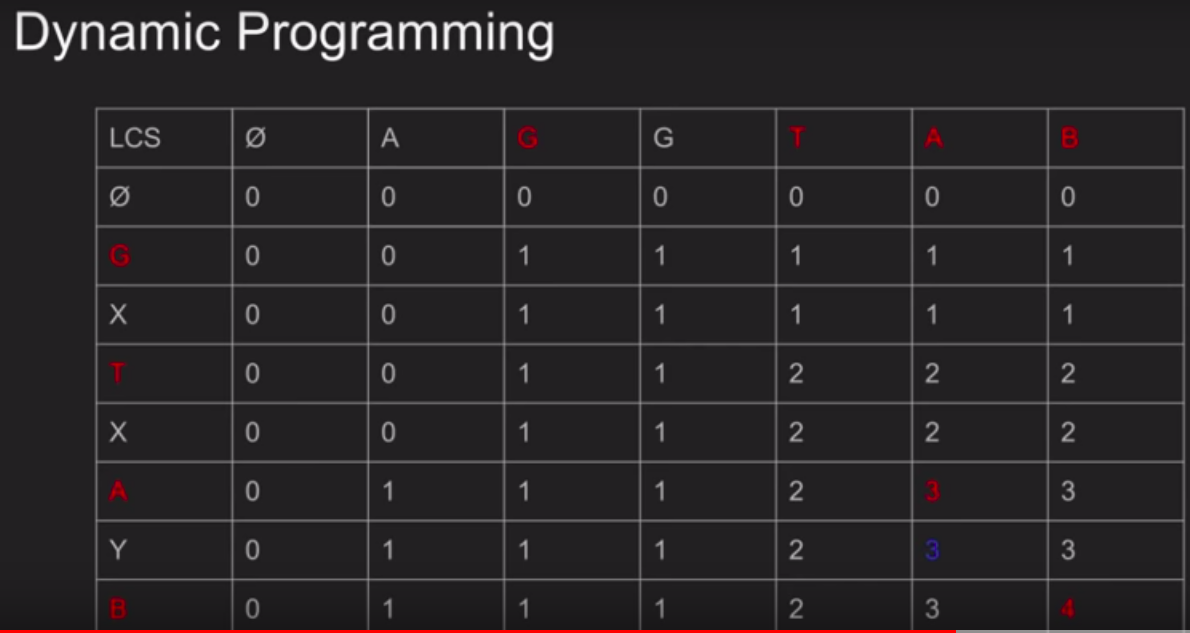 Dynamic Programming
LCS Ø A G G T A B
Ø 0 0 0 0 0 0 0
G 0 0 1 1 1 1 1
X 0 0 1 1 1 1 1
T 0 0 1 1 2 2 2
X 0 0 1 1 2 2 2
A 0 1 1 1 2 3 3
Y 0 1 1 1 2 3 3
B 0 1 1 1 2 3 4